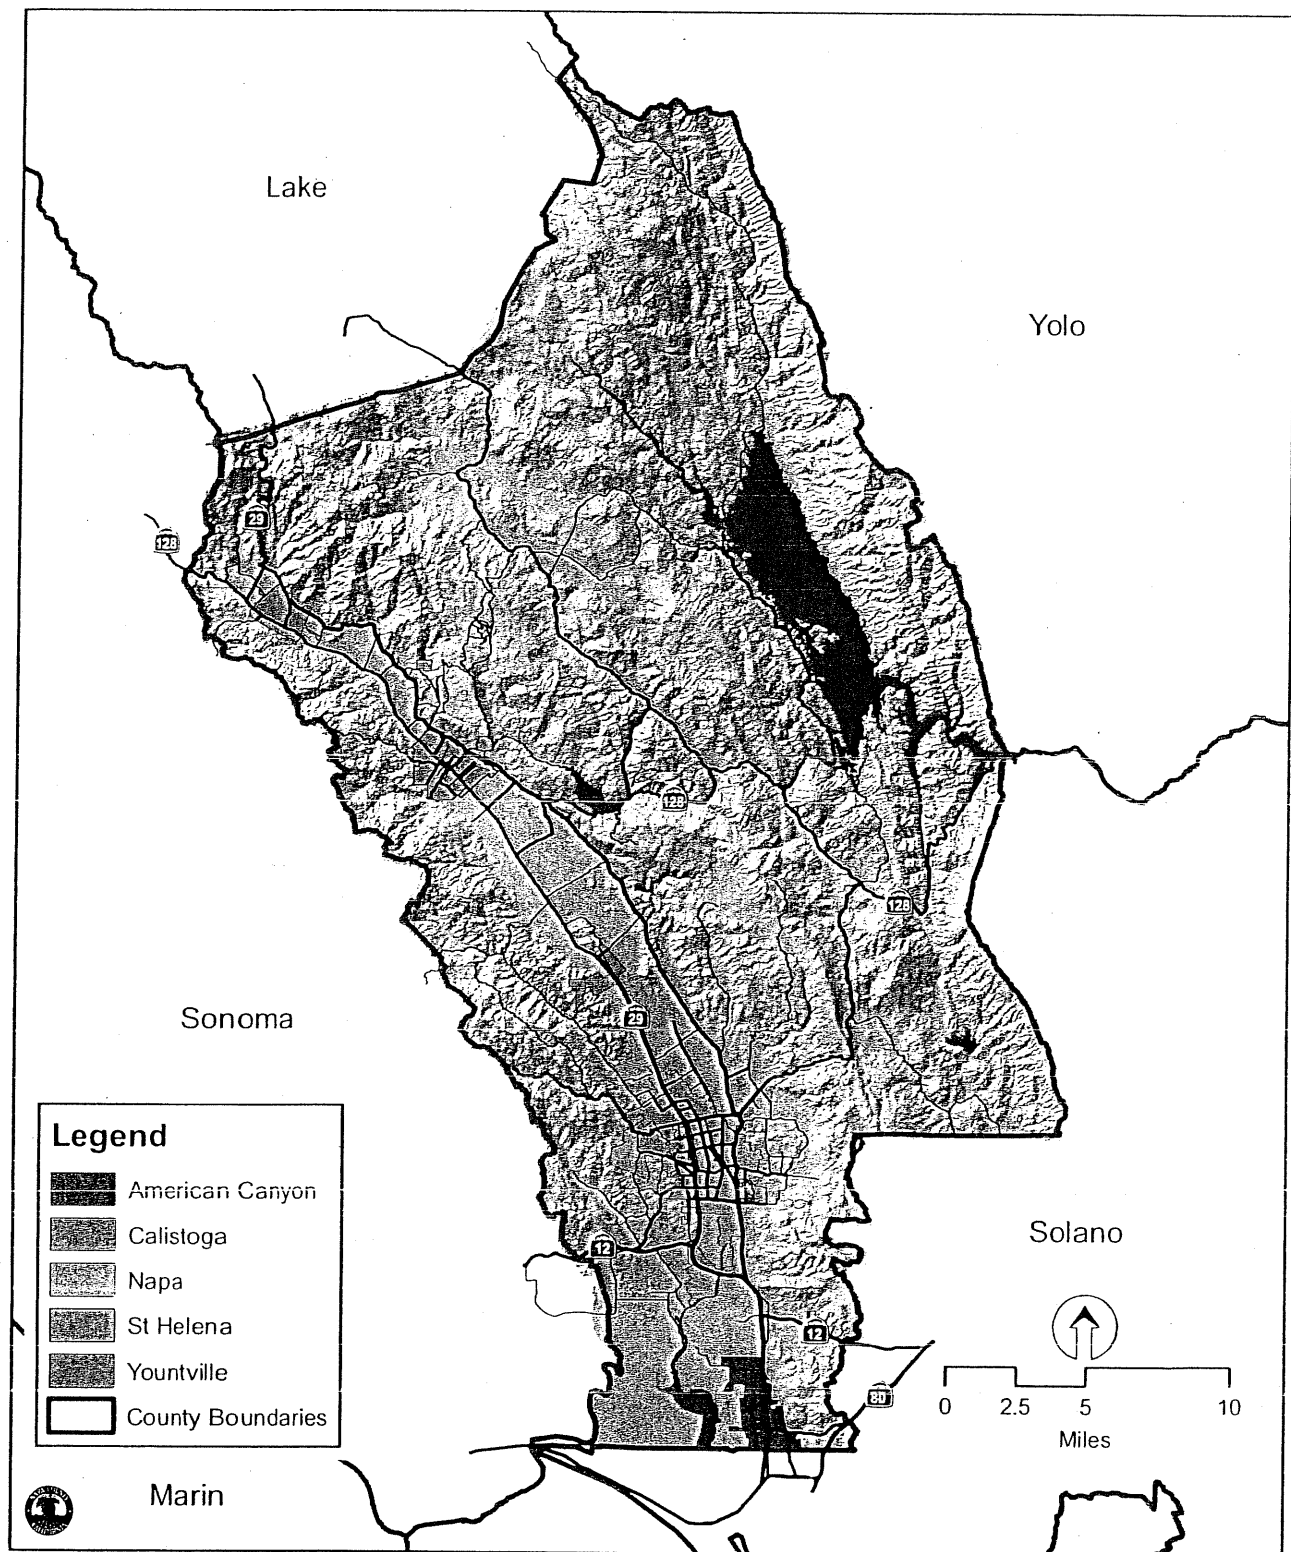 Lake
Yolo
29
128
128
128
Sonoma
29
Legend
American Canyon
Calistoga
Napa
St Helena
Yountville
County Boundaries
12
Solano
12
80
0 2.5 5 10
Miles
Marin